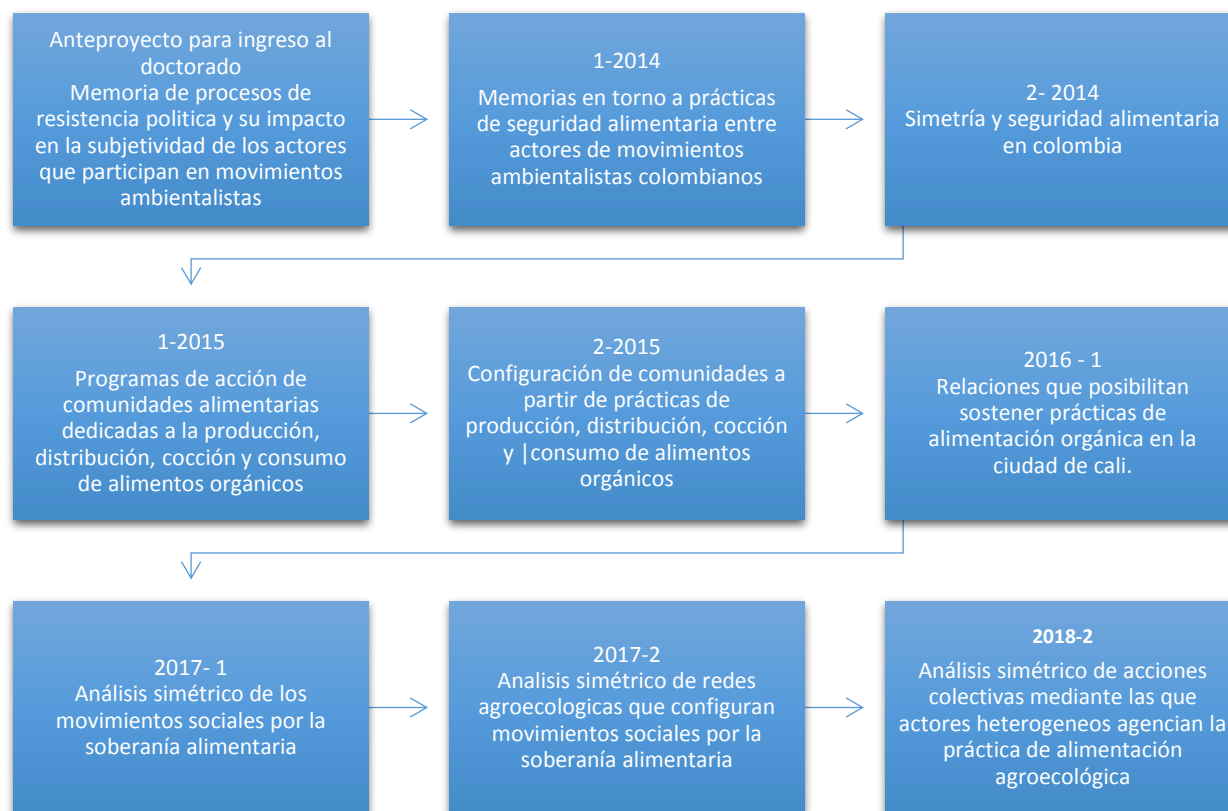 Anteproyecto para ingreso al
doctorado
Memoria de procesos de
resistencia politica y su impacto
en la subjetividad de los actores
que participan en movimientos
ambientalistas
1-2014
Memorias en torno a prácticas
de seguridad alimentaria entre
actores de movimientos
ambientalistas colombianos
2- 2014
Simetría y seguridad alimentaria
en colombia
1-2015
Programas de acción de
comunidades alimentarias
dedicadas a la producción,
distribución, cocción y consumo
de alimentos orgánicos
2-2015
Configuración de comunidades a
partir de prácticas de
producción, distribución, cocción
y |consumo de alimentos
orgánicos
2016 - 1
Relaciones que posibilitan
sostener prácticas de
alimentación orgánica en la
ciudad de cali.
2017- 1
Análisis simétrico de los
movimientos sociales por la
soberanía alimentaria
2017-2
Analisis simétrico de redes
agroecologicas que configuran
movimientos sociales por la
soberanía alimentaria
2018-2
Análisis simétrico de acciones
colectivas mediante las que
actores heterogeneos agencian la
práctica de alimentación
agroecológica